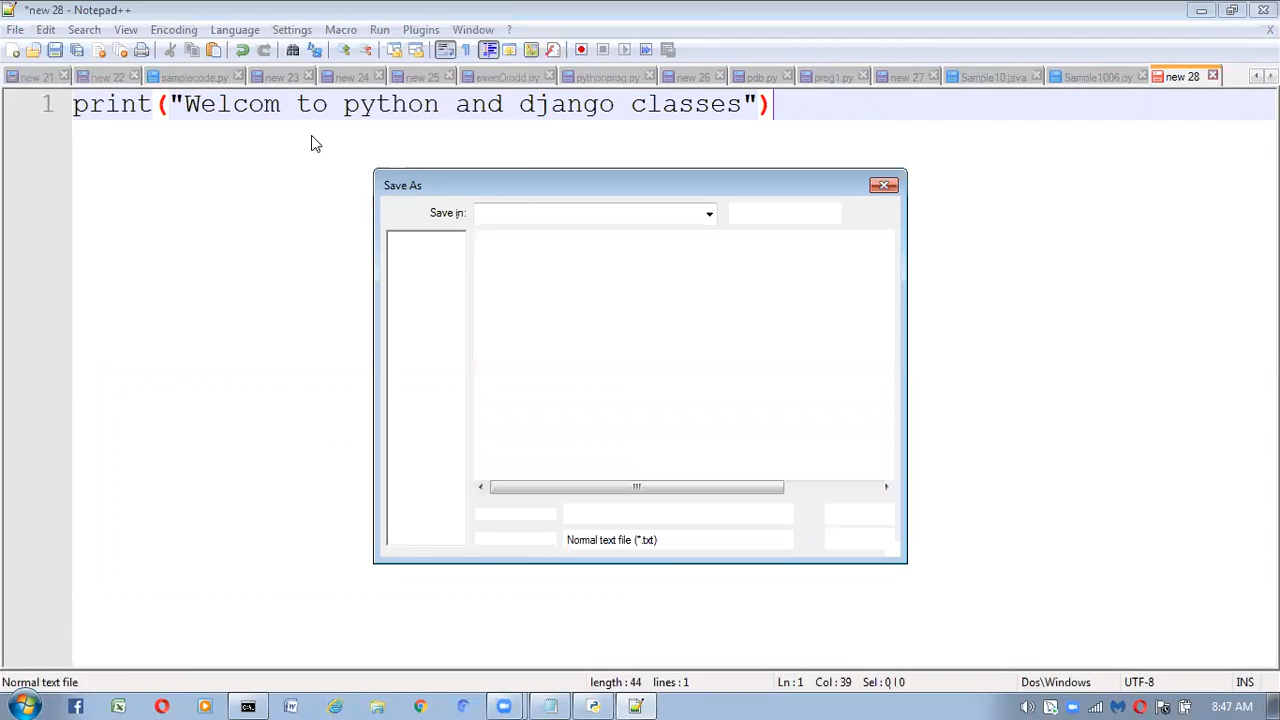 *new 28 - Notepad++
File Edit Search View Encoding Language Settings Macro Run Plugins Window ? X
new 21 new 22 samplecode.py new 23 new 24 new 25 evenOrodd.py pytonprog.py new 26 pdb.py prog.py new 27 Sample10.java Sample1006.py new 28
1 print("Welcom to python and django classes")
Save As
Save in:
Normal text file (*.txt)
Normal text file length : 44 lines : 1 Ln : 1 Col : 39 Sel : 0 | 0 Dos\Windows UTF-8 INS
8:47 AM